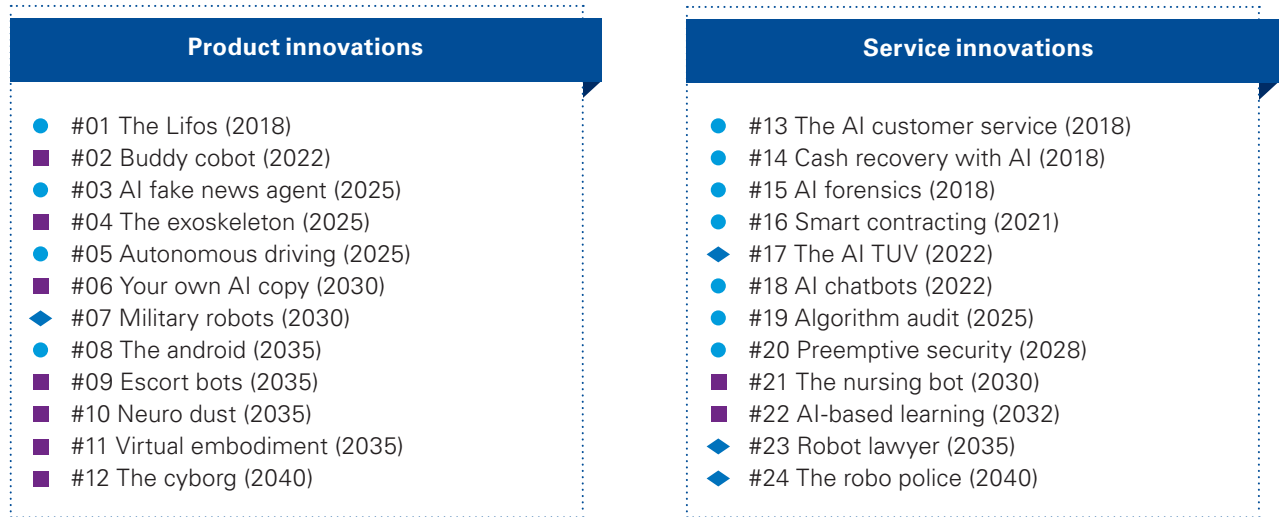 Product innovations
#01 The Lifos (2018)
#02 Buddy cobot (2022)
#03 AI fake news agent (2025)
#04 The exoskeleton (2025)
#05 Autonomous driving (2025)
#06 Your own AI copy (2030)
#07 Military robots (2030)
#08 The android (2035)
#09 Escort bots (2035)
#10 Neuro dust (2035)
#11 Virtual embodiment (2035)
#12 The cyborg (2040)
Service innovations
#13 The AI customer service (2018)
#14 Cash recovery with AI (2018)
#15 AI forensics (2018)
#16 Smart contracting (2021)
#17 The AI TUV (2022)
#18 AI chatbots (2022)
#19 Algorithm audit (2025)
#20 Preemptive security (2028)
#21 The nursing bot (2030)
#22 AI-based learning (2032)
#23 Robot lawyer (2035)
#24 The robo police (2040)